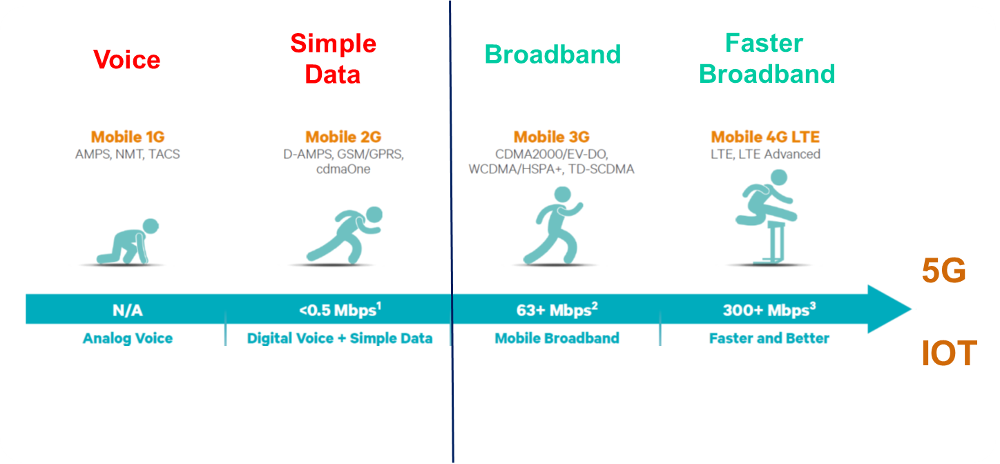 Voice
Simple
Data
Broadband
Faster
Broadband
Mobile 1G
AMPS, NMT, TACS
Mobile 2G
D-AMPS, GSM/GPRS,
cdmaOne
Mobile 3G
CDMA2000/EV-DO,
WCDMA/HSPA+, TD-SCDMA
Mobile 4G LTE
LTE, LTE Advanced
N/A
<0.5 Mbps¹
63+ Mbps²
300+ Mbps³
Analog Voice
Digital Voice + Simple Data
Mobile Broadband
Faster and Better
5G
IOT